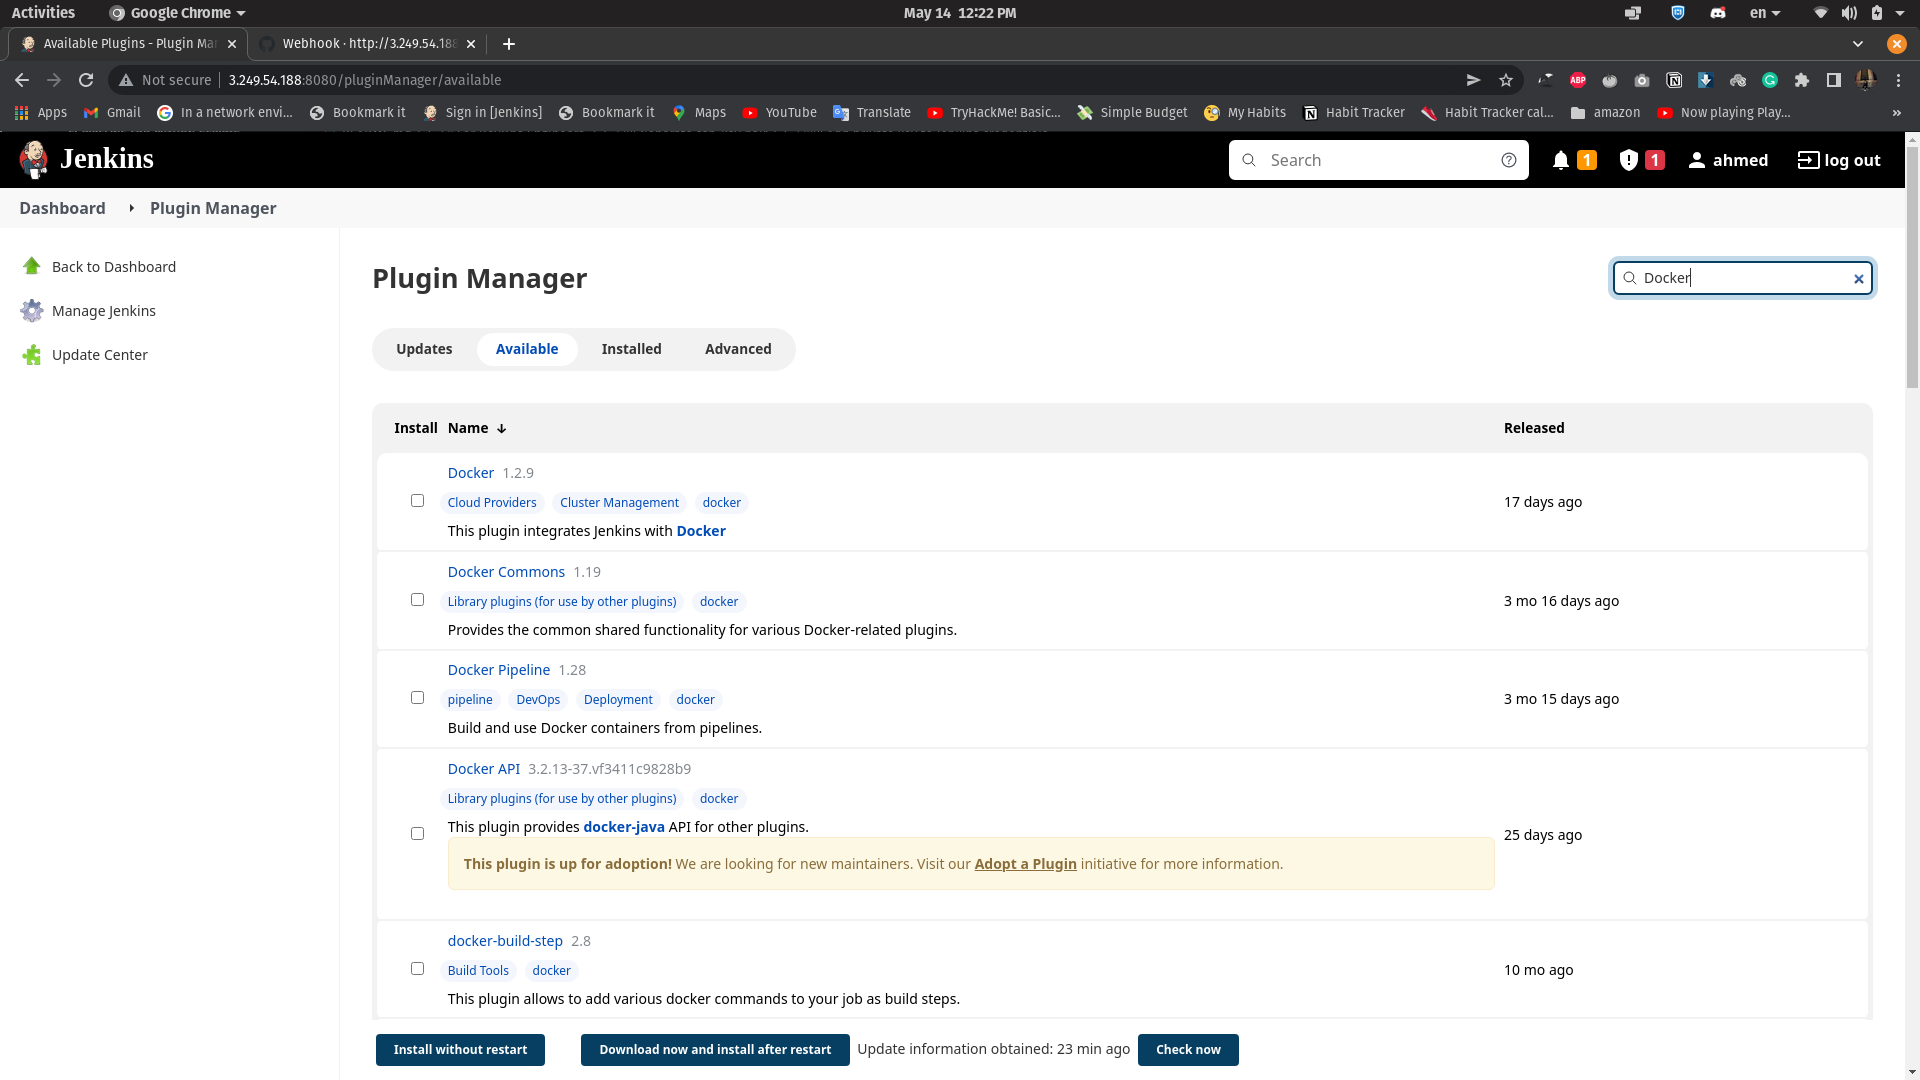 Activities
Google Chrome
May 14 12:22 PM
en
Available Plugins - Plugin Mar
Webhook · http://3.249.54.188
Not secure
3.249.54.188:8080/pluginManager/available
ABP
Apps
Gmail
In a network envi...
Bookmark it
Sign in [Jenkins]
Bookmark it
Maps
YouTube
Translate
TryHackMe! Basic...
Simple Budget
My Habits
Habit Tracker
Habit Tracker cal...
amazon
Now playing Play...
»
Jenkins
Search
1
1
ahmed
log out
Dashboard
Plugin Manager
Back to Dashboard
Manage Jenkins
Update Center
Plugin Manager
Docker
Updates
Available
Installed
Advanced
Install Name ↓ Released
Docker 1.2.9
Cloud Providers Cluster Management docker
17 days ago
This plugin integrates Jenkins with Docker
Docker Commons 1.19
Library plugins (for use by other plugins) docker
3 mo 16 days ago
Provides the common shared functionality for various Docker-related plugins.
Docker Pipeline 1.28
pipeline DevOps Deployment docker
3 mo 15 days ago
Build and use Docker containers from pipelines.
Docker API 3.2.13-37.vf3411c9828b9
Library plugins (for use by other plugins) docker
This plugin provides docker-java API for other plugins.
25 days ago
This plugin is up for adoption! We are looking for new maintainers. Visit our Adopt a Plugin initiative for more information.
docker-build-step 2.8
Build Tools docker
10 mo ago
This plugin allows to add various docker commands to your job as build steps.
Install without restart
Download now and install after restart
Update information obtained: 23 min ago
Check now